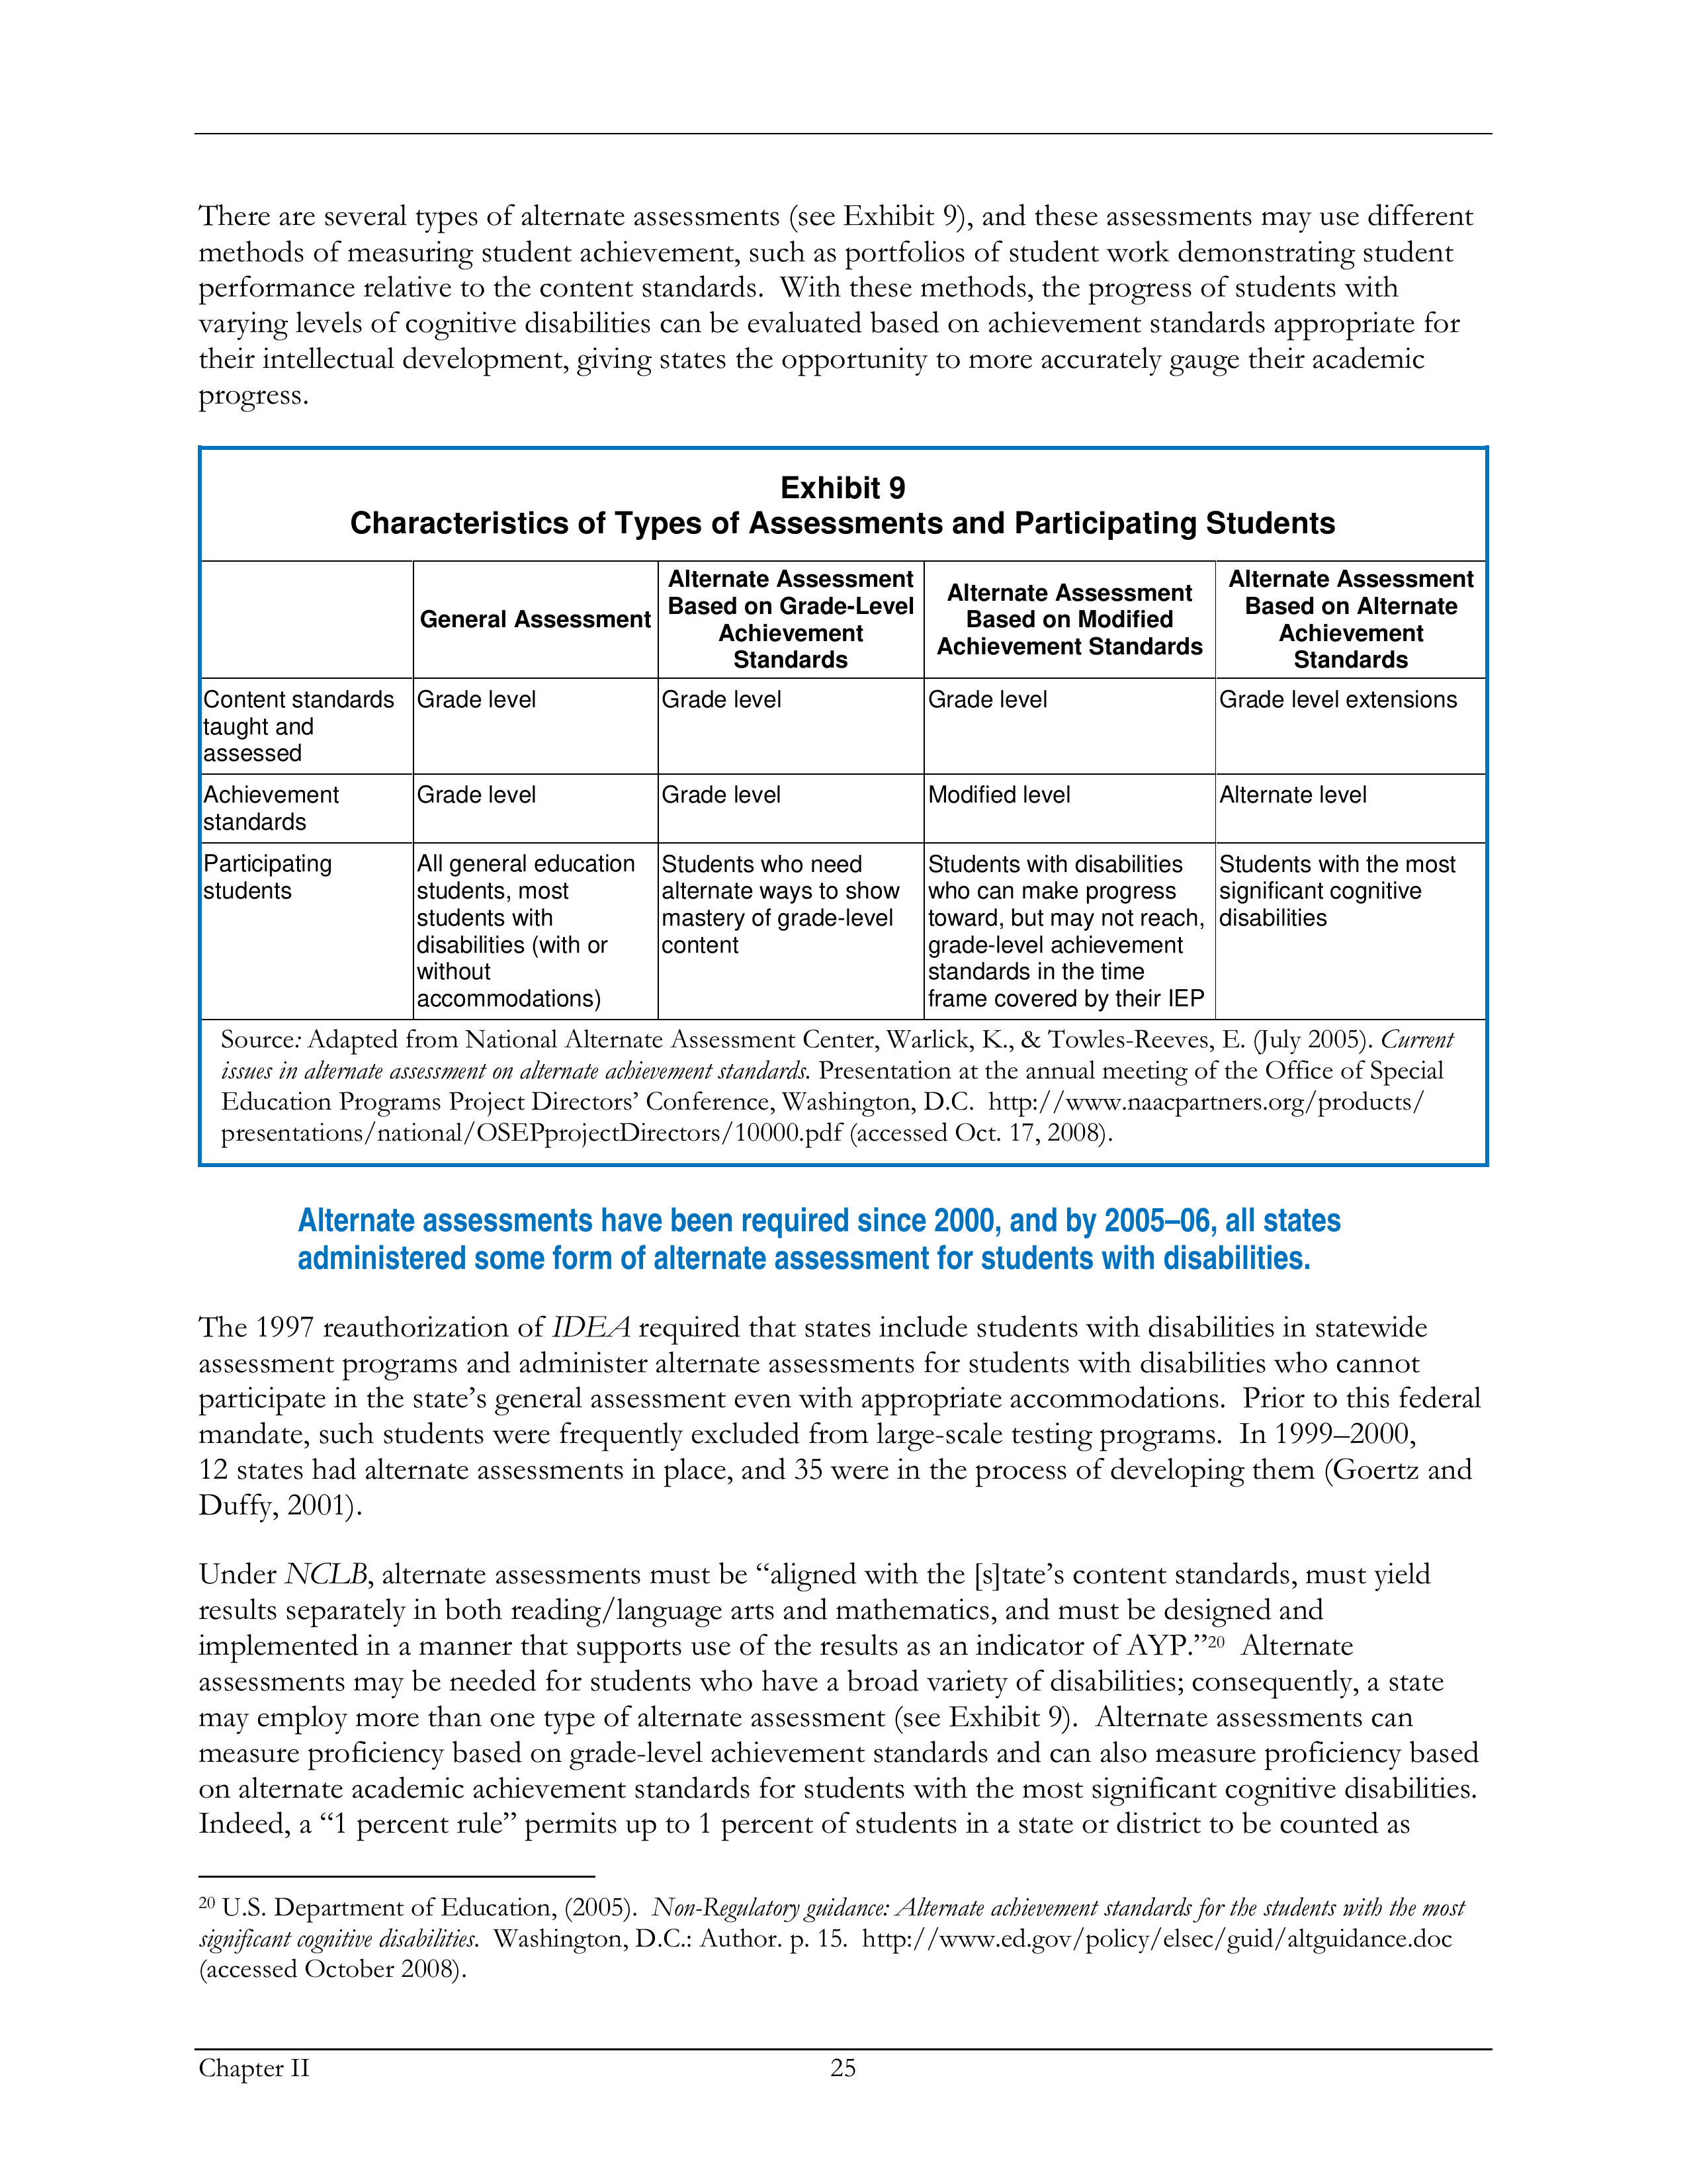 There are several types of alternate assessments (see Exhibit 9), and these assessments may use different
methods of measuring student achievement, such as portfolios of student work demonstrating student
performance relative to the content standards.  With these methods, the progress of students with
varying levels of cognitive disabilities can be evaluated based on achievement standards appropriate for
their intellectual development, giving states the opportunity to more accurately gauge their academic
progress.
Exhibit 9
Characteristics of Types of Assessments and Participating Students
General Assessment
Alternate Assessment
Based on Grade-Level
Achievement
Standards
Alternate Assessment
Based on Modified
Achievement Standards
Alternate Assessment
Based on Alternate
Achievement
Standards
Content standards
taught and
assessed
Grade level
Grade level
Grade level
Grade level extensions
Achievement
standards
Grade level
Grade level
Modified level
Alternate level
Participating
students
All general education
students, most
students with
disabilities (with or
without
accommodations)
Students who need
alternate ways to show
mastery of grade-level
content
Students with disabilities
who can make progress
toward, but may not reach,
grade-level achievement
standards in the time
frame covered by their IEP
Students with the most
significant cognitive
disabilities
Source: Adapted from National Alternate Assessment Center, Warlick, K., & Towles-Reeves, E. (July 2005). Current
issues in alternate assessment on alternate achievement standards. Presentation at the annual meeting of the Office of Special
Education Programs Project Directors’ Conference, Washington, D.C.  http://www.naacpartners.org/products/
presentations/national/OSEPprojectDirectors/10000.pdf (accessed Oct. 17, 2008).
Alternate assessments have been required since 2000, and by 2005–06, all states
administered some form of alternate assessment for students with disabilities.
The 1997 reauthorization of IDEA required that states include students with disabilities in statewide
assessment programs and administer alternate assessments for students with disabilities who cannot
participate in the state’s general assessment even with appropriate accommodations.  Prior to this federal
mandate, such students were frequently excluded from large-scale testing programs.  In 1999–2000,
12 states had alternate assessments in place, and 35 were in the process of developing them (Goertz and
Duffy, 2001).
Under NCLB, alternate assessments must be “aligned with the [s]tate’s content standards, must yield
results separately in both reading/language arts and mathematics, and must be designed and
implemented in a manner that supports use of the results as an indicator of AYP.”20  Alternate
assessments may be needed for students who have a broad variety of disabilities; consequently, a state
may employ more than one type of alternate assessment (see Exhibit 9).  Alternate assessments can
measure proficiency based on grade-level achievement standards and can also measure proficiency based
on alternate academic achievement standards for students with the most significant cognitive disabilities.
Indeed, a “1 percent rule” permits up to 1 percent of students in a state or district to be counted as
20 U.S. Department of Education, (2005).  Non-Regulatory guidance: Alternate achievement standards for the students with the most
significant cognitive disabilities.  Washington, D.C.: Author. p. 15.  http://www.ed.gov/policy/elsec/guid/altguidance.doc
(accessed October 2008).
Chapter II
25